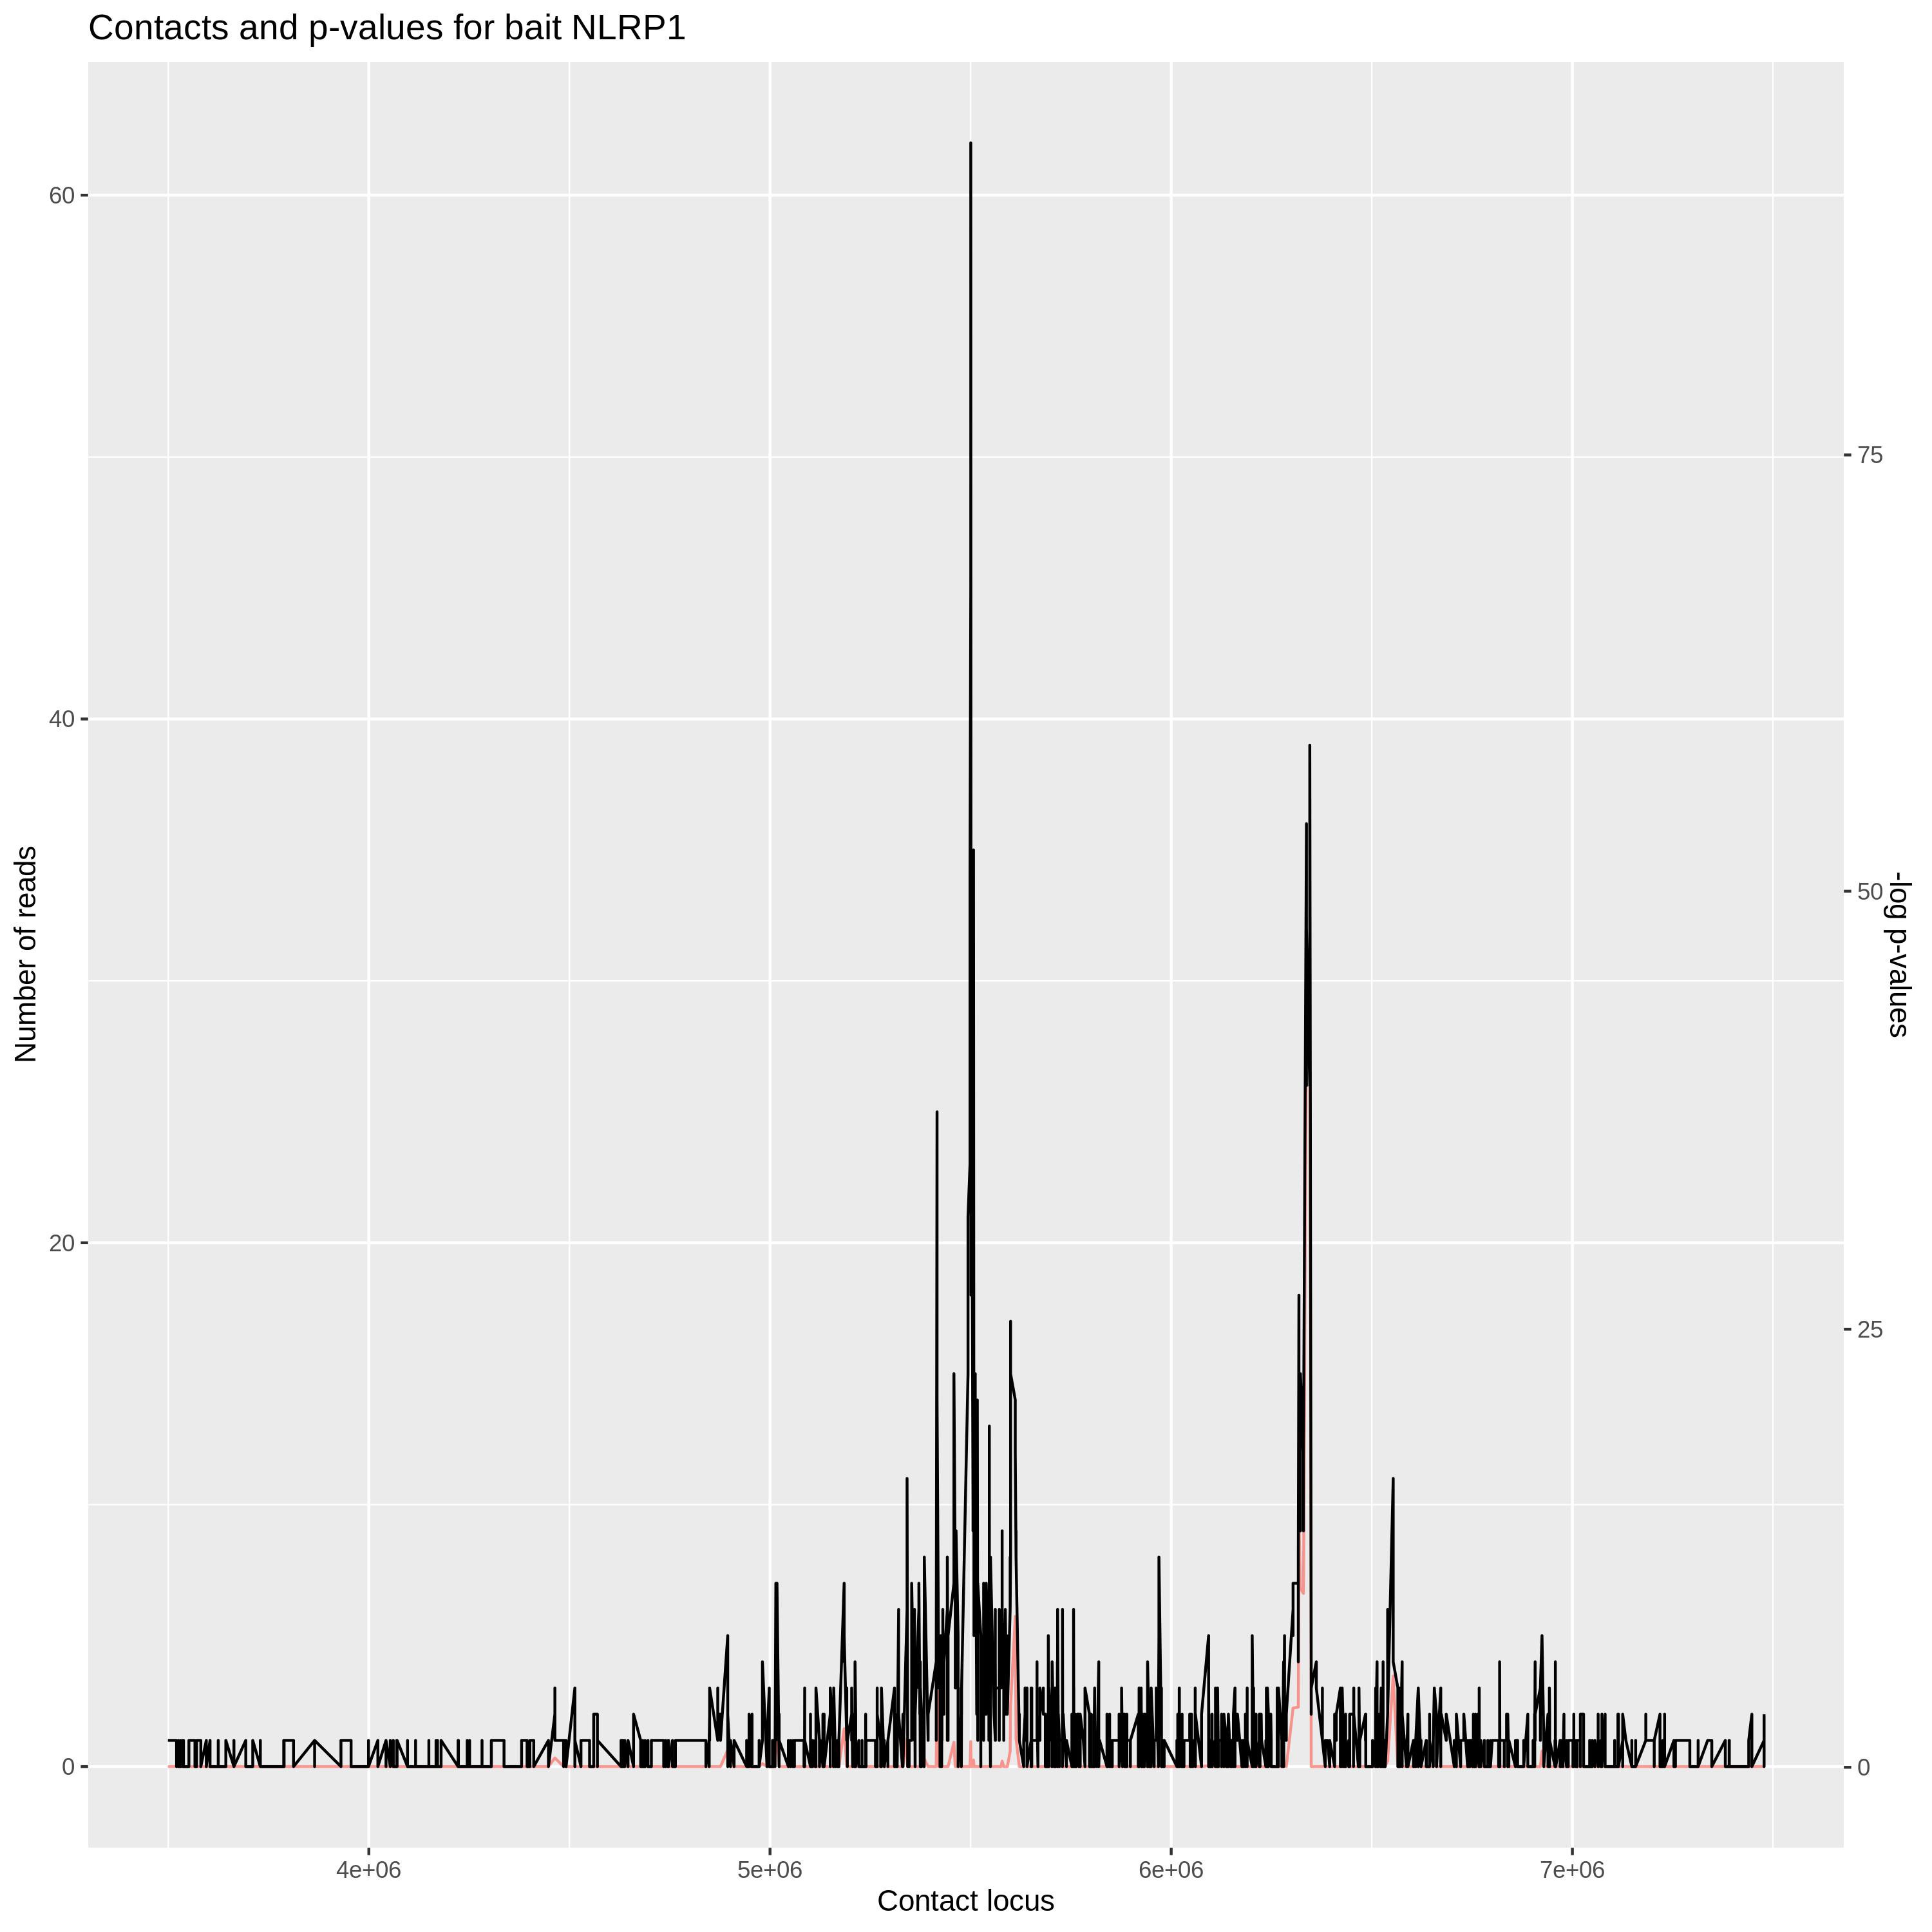 Contacts and p-values for bait NLRP1
60
40
20
0
Number of reads
75
50
25
0
-log p-values
4e+06 5e+06 6e+06 7e+06
Contact locus